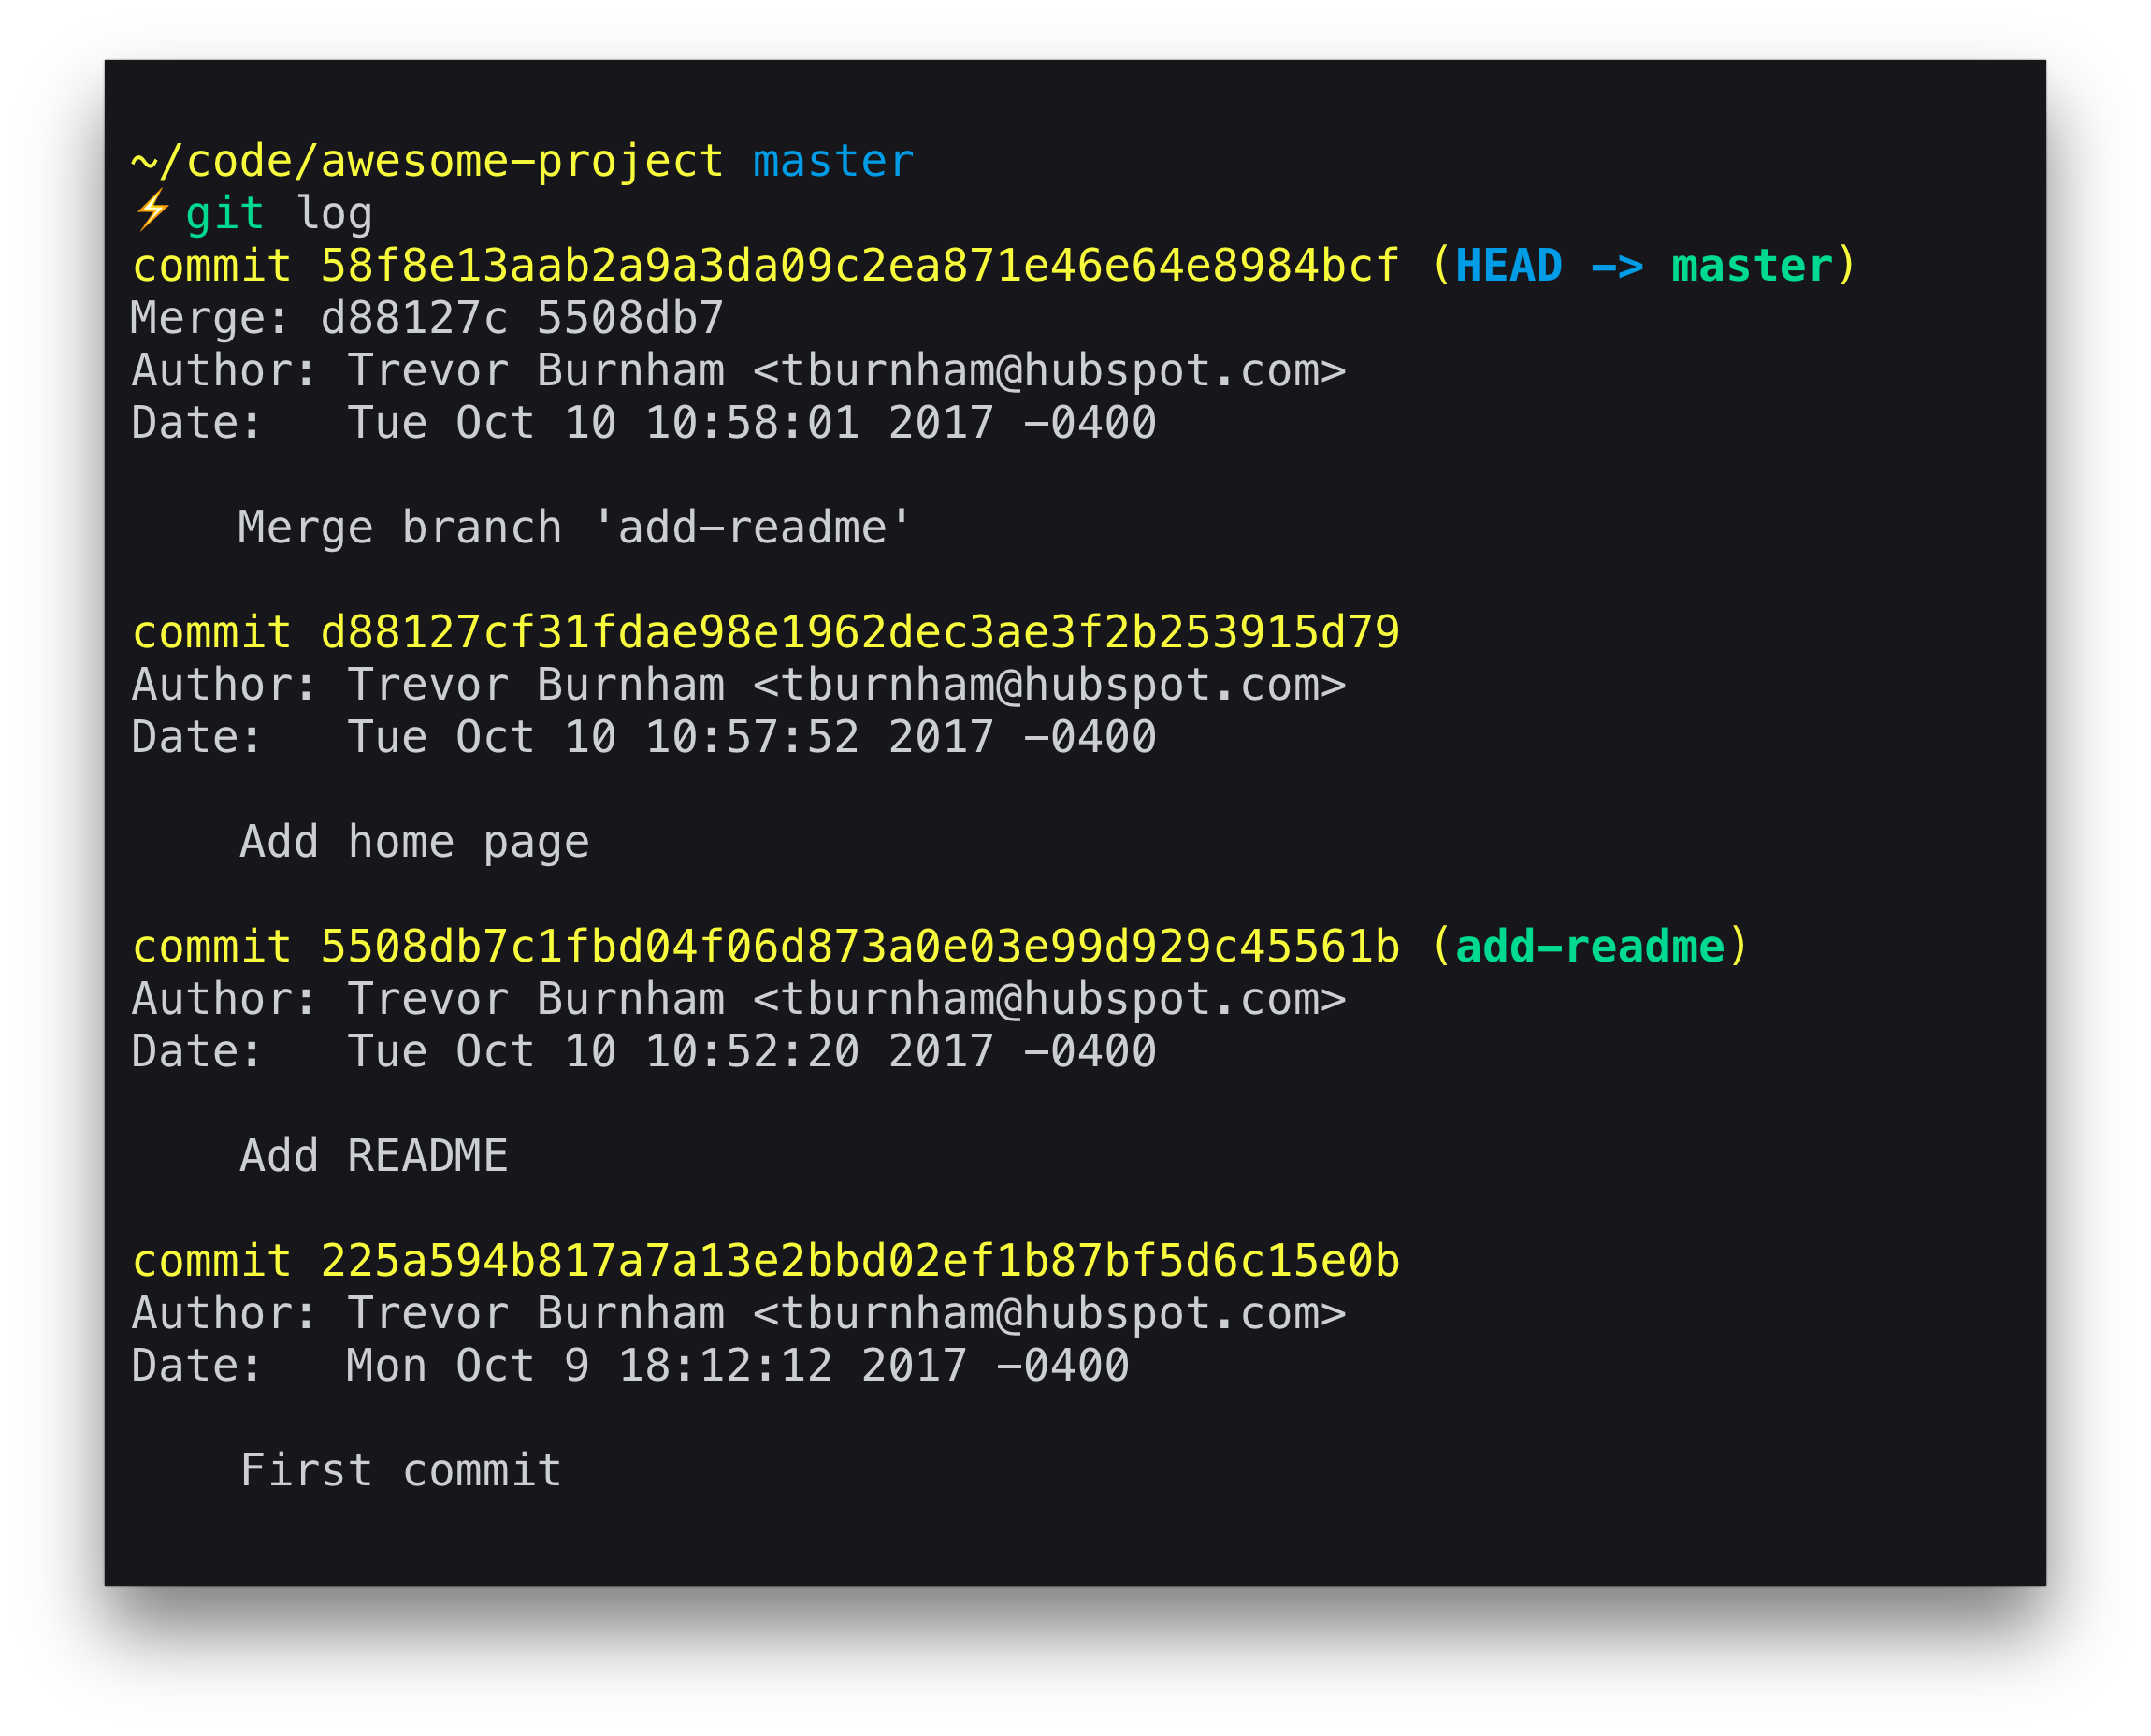 ~/code/awesome-project master
⚡ git log
commit 58f8e13aab2a9a3da09c2ea871e46e64e8984bcf (HEAD -> master)
Merge: d88127c 5508db7
Author: Trevor Burnham <tburnham@hubspot.com>
Date:   Tue Oct 10 10:58:01 2017 -0400

    Merge branch 'add-readme'

commit d88127cf31fdae98e1962dec3ae3f2b253915d79
Author: Trevor Burnham <tburnham@hubspot.com>
Date:   Tue Oct 10 10:57:52 2017 -0400

    Add home page

commit 5508db7c1fbd04f06d873a0e03e99d929c45561b (add-readme)
Author: Trevor Burnham <tburnham@hubspot.com>
Date:   Tue Oct 10 10:52:20 2017 -0400

    Add README

commit 225a594b817a7a13e2bbd02ef1b87bf5d6c15e0b
Author: Trevor Burnham <tburnham@hubspot.com>
Date:   Mon Oct 9 18:12:12 2017 -0400

    First commit